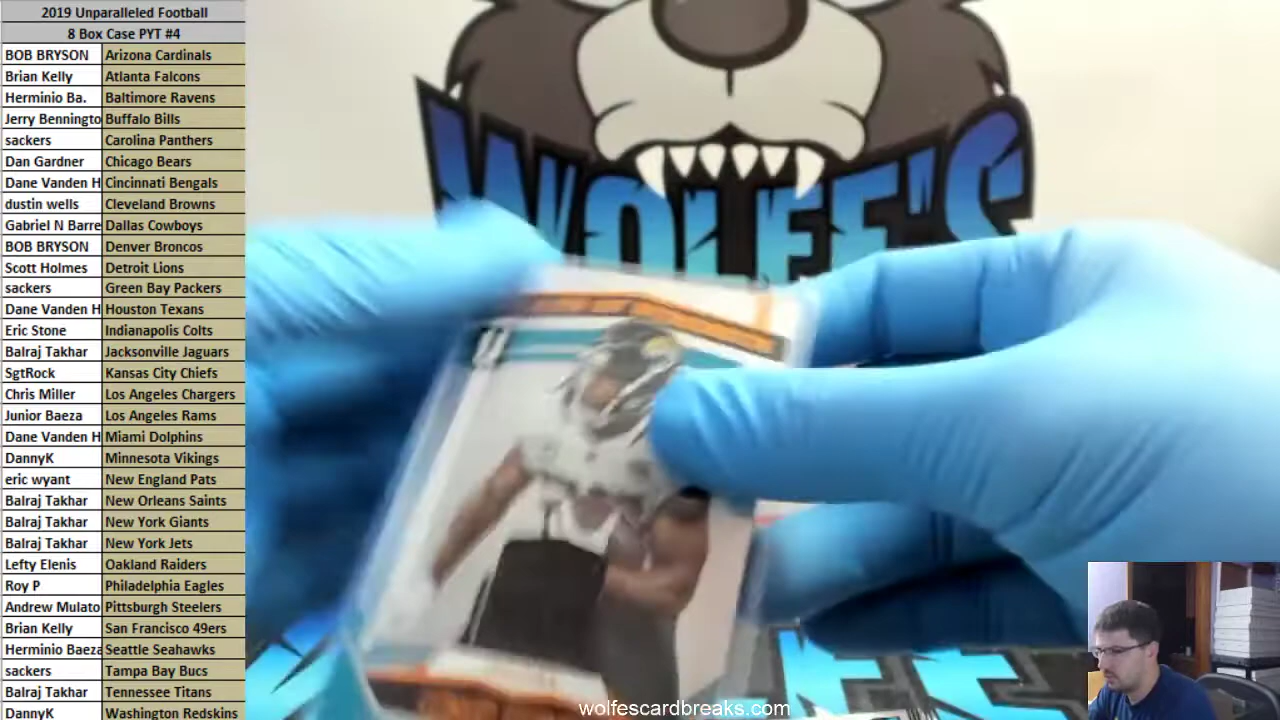 2019 Unparalleled Football
8 Box Case PYT #4
BOB BRYSON Arizona Cardinals
Brian Kelly Atlanta Falcons
Herminio Ba. Baltimore Ravens
Jerry Benningto Buffalo Bills
sackers Carolina Panthers
Dan Gardner Chicago Bears
Dane Vanden H Cincinnati Bengals
dustin wells Cleveland Browns
Gabriel N Barre Dallas Cowboys
BOB BRYSON Denver Broncos
Scott Holmes Detroit Lions
sackers Green Bay Packers
Dane Vanden H Houston Texans
Eric Stone Indianapolis Colts
Balraj Takhar Jacksonville Jaguars
SgtRock Kansas City Chiefs
Chris Miller Los Angeles Chargers
Junior Baeza Los Angeles Rams
Dane Vanden H Miami Dolphins
DannyK Minnesota Vikings
eric wyant New England Pats
Balraj Takhar New Orleans Saints
Balraj Takhar New York Giants
Balraj Takhar New York Jets
Lefty Elenis Oakland Raiders
Roy P Philadelphia Eagles
Andrew Mulato Pittsburgh Steelers
Brian Kelly San Francisco 49ers
Herminio Baeza Seattle Seahawks
sackers Tampa Bay Bucs
Balraj Takhar Tennessee Titans
DannyK Washington Redskins
WOLFE'S
wolfescardbreaks.com